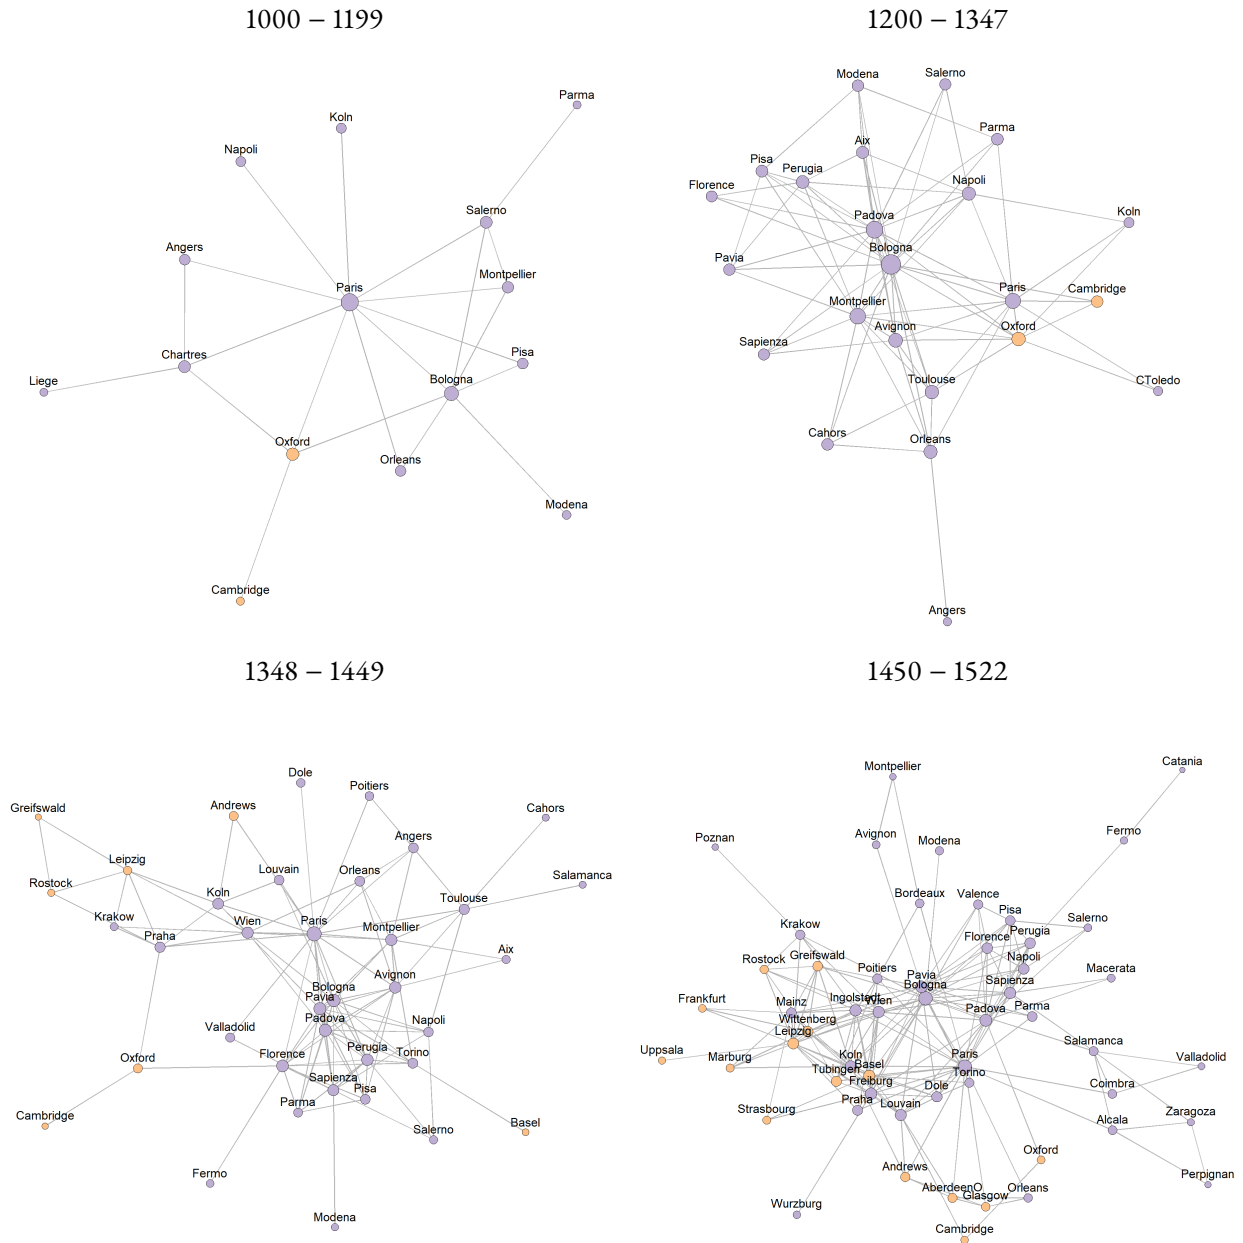 1000 – 1199
Parma
Koln
Napoli
Salerno
Angers
Montpellier
Paris
Chartres
Pisa
Liege
Bologna
Oxford
Orleans
Modena
Cambridge
1200 – 1347
Modena
Salerno
Parma
Aix
Pisa
Perugia
Napoli
Florence
Padova
Koln
Bologna
Pavia
Paris
Cambridge
Montpellier
Avignon
Oxford
Sapienza
Toulouse
CToledo
Cahors
Orleans
Angers
1348 – 1449
Dole
Poitiers
Greifswald
Andrews
Cahors
Angers
Leipzig
Louvain
Orleans
Salamanca
Rostock
Koln
Toulouse
Krakow
Wien
Paris
Montpellier
Praha
Aix
Avignon
Bologna
Pavia
Padova
Napoli
Valladolid
Florence
Perugia
Torino
Oxford
Sapienza
Pisa
Parma
Cambridge
Salerno
Basel
Fermo
Modena
1450 – 1522
Catania
Montpellier
Fermo
Poznan
Avignon
Modena
Bordeaux
Valence
Pisa
Salerno
Krakow
Florence
Perugia
Rostock
Greifswald
Napoli
Poitiers
Pavia
Bologna
Sapienza
Macerata
Frankfurt
Mainz
Ingolstadt
Wien
Padova
Parma
Wittenberg
Leipzig
Salamanca
Uppsala
Marburg
Koln
Basel
Paris
Valladolid
Tubingen
Freiburg
Torino
Dole
Coimbra
Strasbourg
Praha
Louvain
Alcala
Zaragoza
Oxford
Andrews
Perpignan
AberdeenO
Glasgow
Orleans
Wurzburg
Cambridge